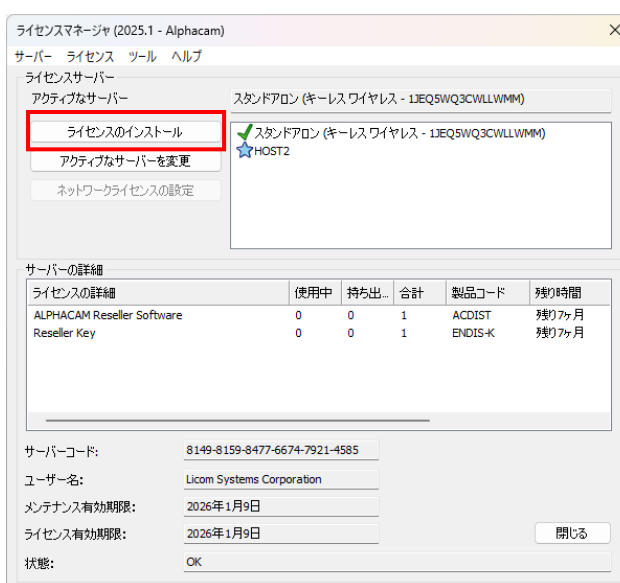 ライセンスマネージャ (2025.1 - Alphacam)
サーバー ライセンス ツール ヘルプ
ライセンスサーバー
アクティブなサーバー スタンドアロン (キーレス ワイヤレス - 1JEQ5WQ3CWLLWMM)
ライセンスのインストール
スタンドアロン (キーレス ワイヤレス - 1JEQ5WQ3CWLLWMM)
アクティブなサーバーを変更
HOST2
ネットワークライセンスの設定
サーバーの詳細
ライセンスの詳細 使用中 持ち出... 合計 製品コード 残り時間
ALPHACAM Reseller Software 0 0 1 ACDIST 残り7ヶ月
Reseller Key 0 0 1 ENDIS-K 残り7ヶ月
サーバーコード: 8149-8159-8477-6674-7921-4585
ユーザー名: Licom Systems Corporation
メンテナンス有効期限: 2026年1月9日
ライセンス有効期限: 2026年1月9日 閉じる
状態: OK